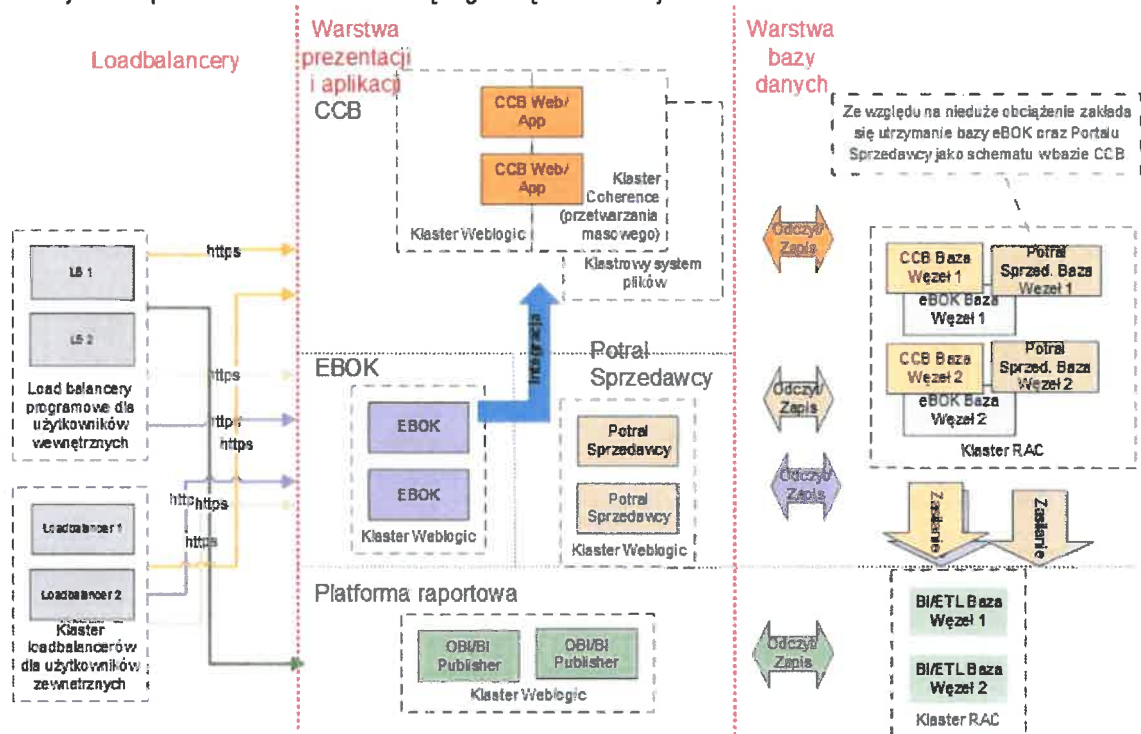 Loadbalancery
Warstwa
prezentacji
i aplikacji
CCB
Warstwa
bazy
danych
CCB Web/
App
CCB Web/
App
Klaster
Coherence
(przetwarzania
masowego)
Klaster Weblogic
Klastrowy system
plików
Ze względu na nieduże obciążenie zakłada
się utrzymanie bazy eBOK oraz Portalu
Sprzedawcy jako schematu w bazie CCB
LB 1
LB 2
Load balancery
programowe dla
użytkowników
wewnętrznych
https
https
https
https
https
https
Odczyt/
Zapis
CCB Baza
Węzeł 1
Potral
Sprzed. Baza
Węzeł 1
eBOK Baza
Węzeł 1
CCB Baza
Węzeł 2
Potral
Sprzed. Baza
Węzeł 2
eBOK Baza
Węzeł 2
Klaster RAC
Integracja
EBOK
EBOK
EBOK
Klaster Weblogic
Potral
Sprzedawcy
Potral
Sprzedawcy
Potral
Sprzedawcy
Klaster Weblogic
Odczyt/
Zapis
Odczyt/
Zapis
Zasilanie
Zasilanie
Loadbalancer 1
Loadbalancer 2
Klaster
loadbalancerów
dla użytkowników
zewnetrznych
Platforma raportowa
OBI/BI
Publisher
OBI/BI
Publisher
Klaster Weblogic
Odczyt/
Zapis
BI/ETL Baza
Węzeł 1
BI/ETL Baza
Węzeł 2
Klaster RAC